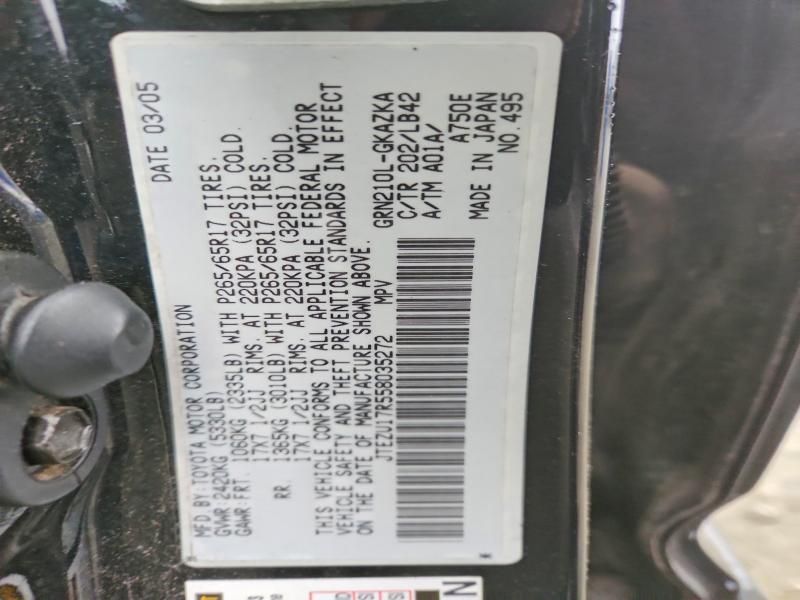 MFD. BY: TOYOTA MOTOR CORPORATION DATE 03/05
GVWR: 2420KG (5330LB)
GAWR: FRT. 1060KG (2335LB) WITH P265/65R17 TIRES.
17X7 1/2JJ RIMS. AT 220KPA (32PSI) COLD.
RR. 1365KG (3010LB) WITH P265/65R17 TIRES.
17X7 1/2JJ RIMS. AT 220KPA (32PSI) COLD.
THIS VEHICLE CONFORMS TO ALL APPLICABLE FEDERAL MOTOR
VEHICLE SAFETY AND THEFT PREVENTION STANDARDS IN EFFECT
ON THE DATE OF MANUFACTURE SHOWN ABOVE.
JTEZU17R558035272 MPV
GRN210L-GKAZKA
C/TR 202/LB42
A/TM A01A/ A750E
MADE IN JAPAN
NO. 495